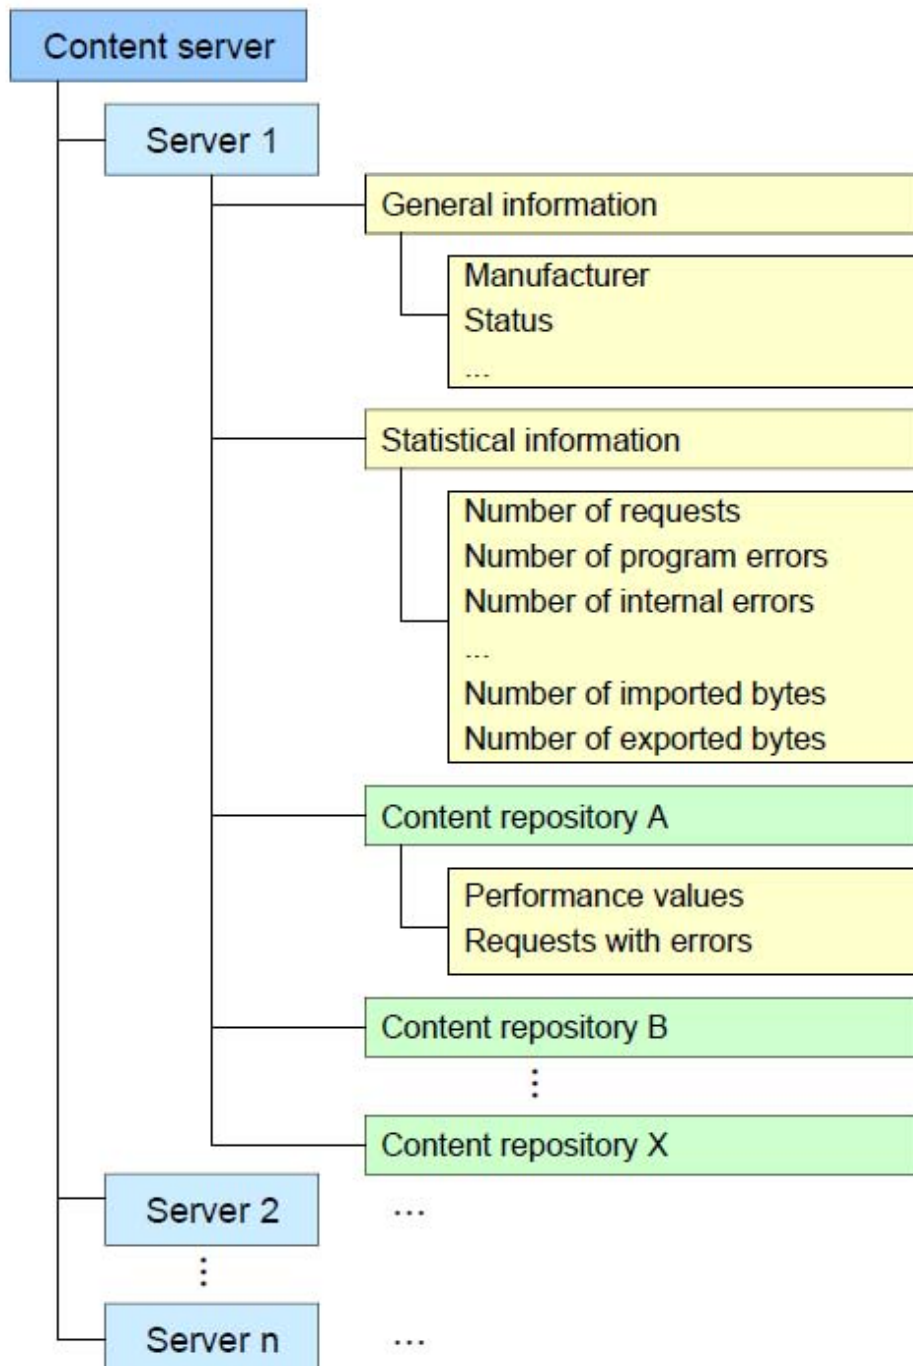 Content server
Server 1
General information
Manufacturer
Status
...
Statistical information
Number of requests
Number of program errors
Number of internal errors
...
Number of imported bytes
Number of exported bytes
Content repository A
Performance values
Requests with errors
Content repository B
⋮
Content repository X
Server 2 ...
⋮
Server n ...